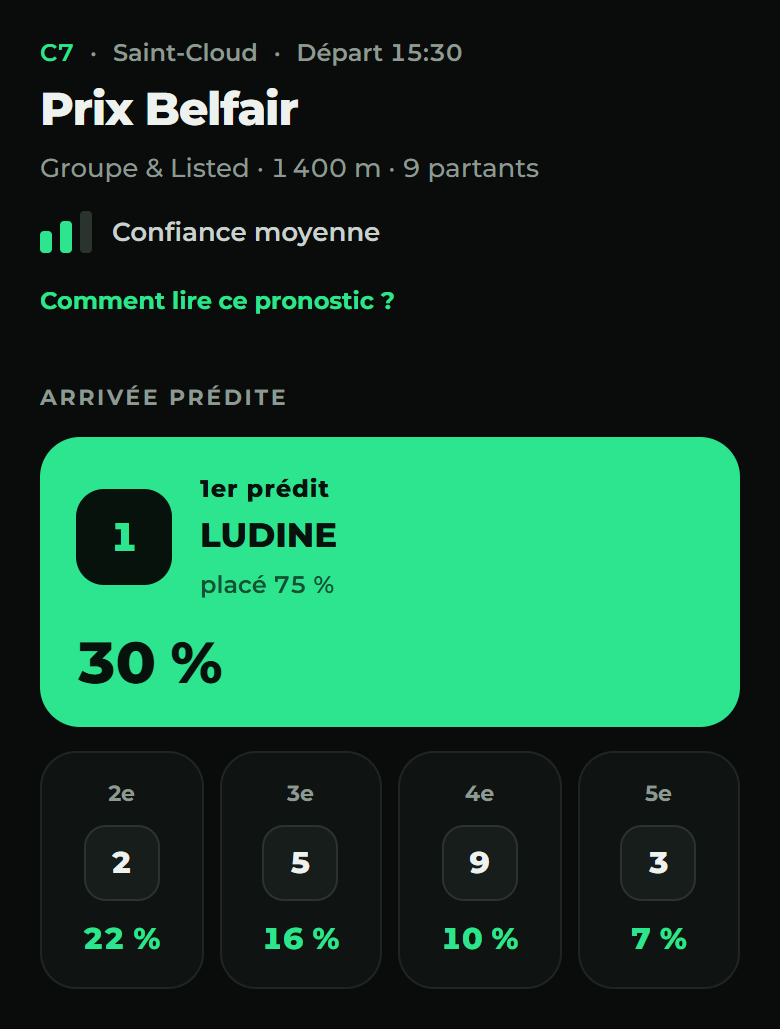 C7 · Saint-Cloud · Départ 15:30
Prix Belfair
Groupe & Listed · 1 400 m · 9 partants
Confiance moyenne
Comment lire ce pronostic ?
ARRIVÉE PRÉDITE
1er prédit
1
LUDINE
placé 75 %
30 %
2e 3e 4e 5e
2 5 9 3
22 % 16 % 10 % 7 %